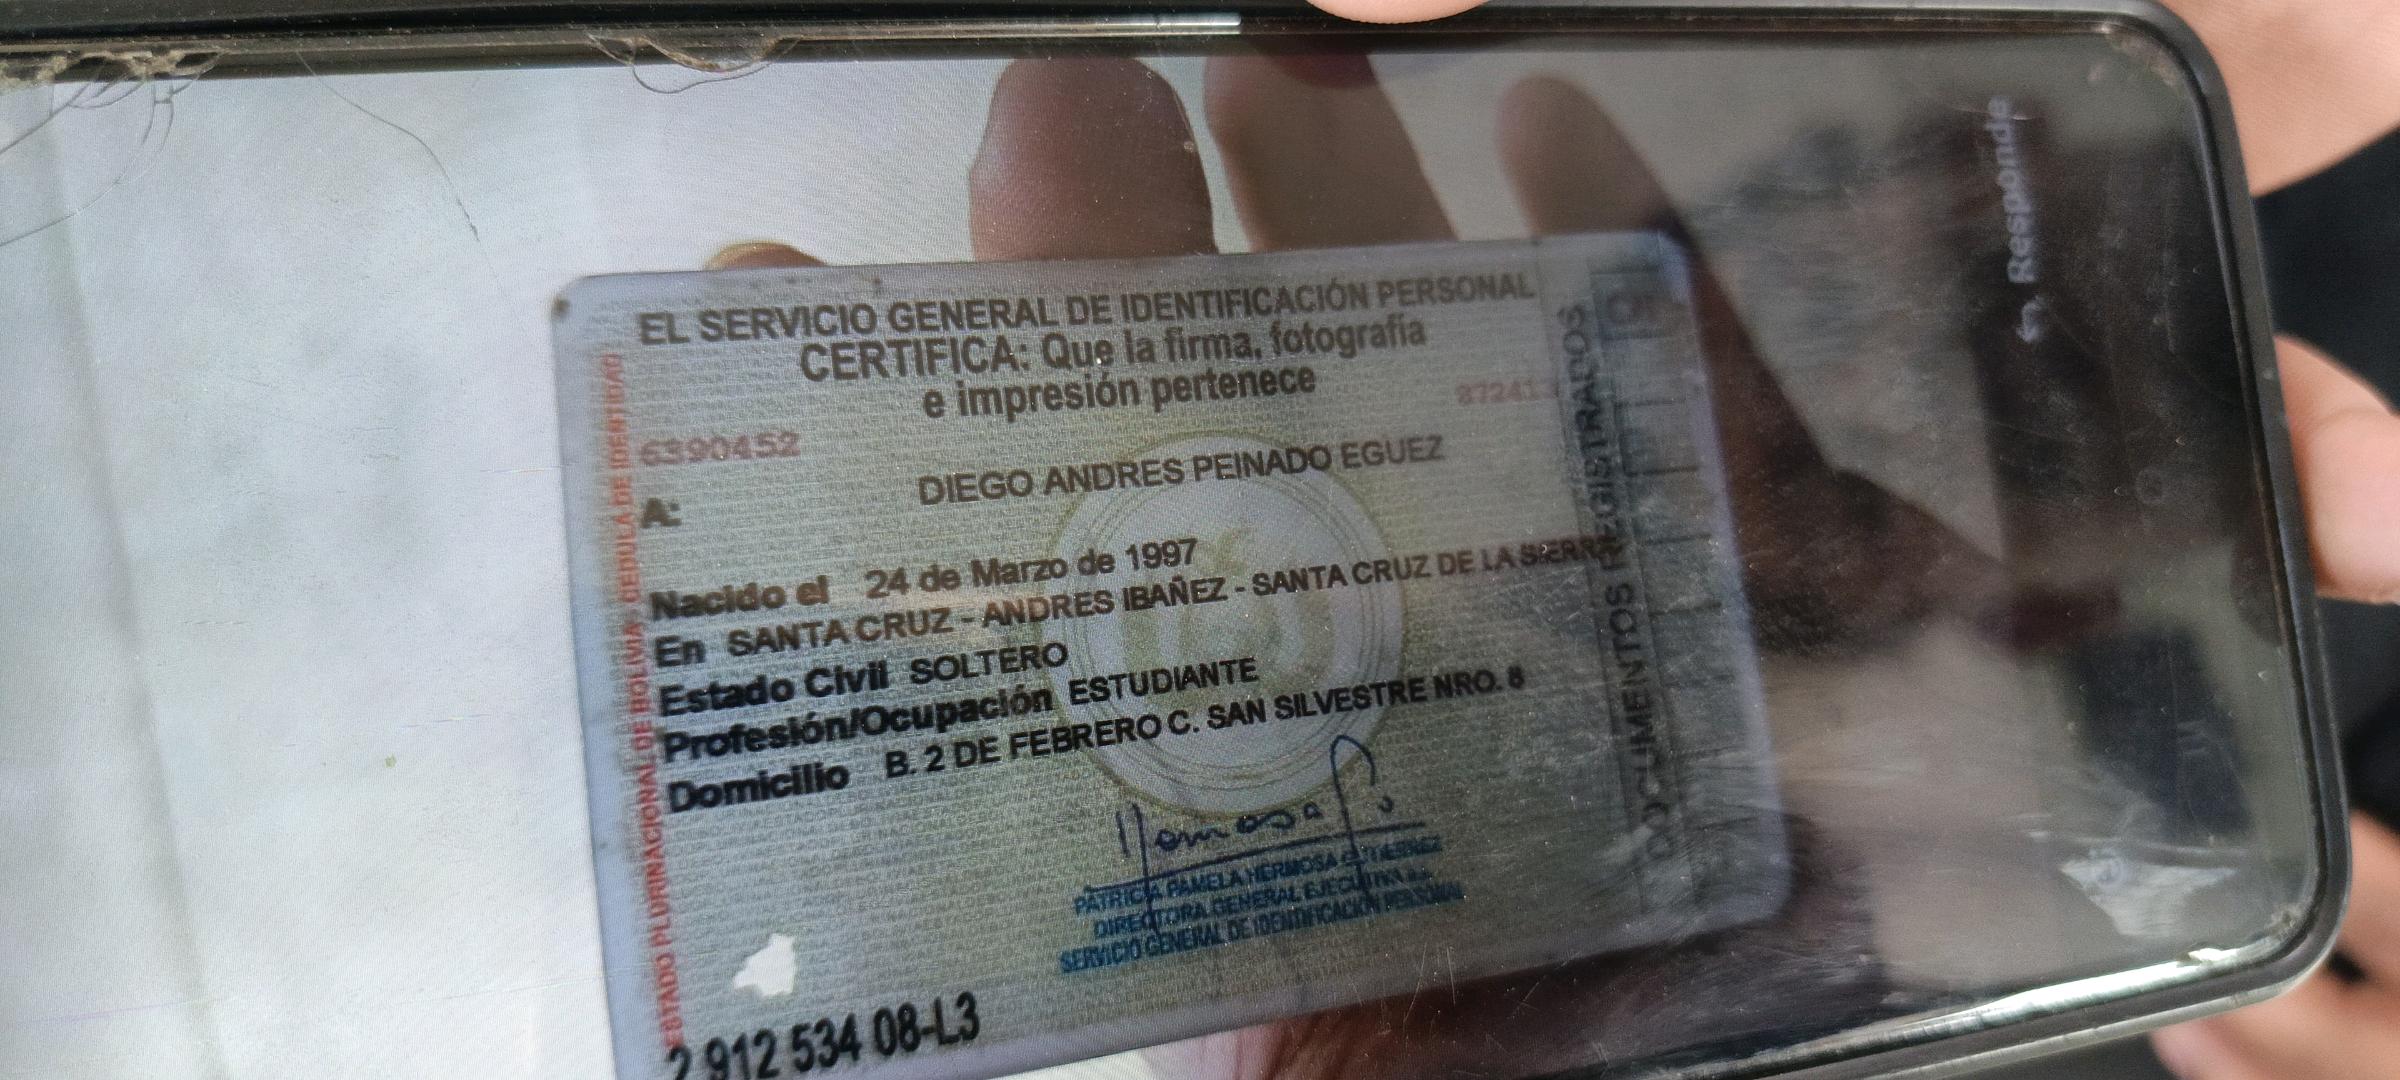 EL SERVICIO GENERAL DE IDENTIFICACIÓN PERSONAL
CERTIFICA: Que la firma, fotografía
e impresión pertenece
6390452
A:
DIEGO ANDRES PEINADO EGUEZ
Nacido el 24 de Marzo de 1997
En SANTA CRUZ - ANDRES IBAÑEZ - SANTA CRUZ DE LA SIERRA
Estado Civil SOLTERO
Profesión/Ocupación ESTUDIANTE
Domicilio B. 2 DE FEBRERO C. SAN SILVESTRE NRO. 8
PATRICIA PAMELA HERMOSA GUTIERREZ
DIRECTORA GENERAL EJECUTIVA a.i.
SERVICIO GENERAL DE IDENTIFICACIÓN PERSONAL
2 912 534 08-L3
ESTADO PLURINACIONAL DE BOLIVIA CEDULA DE IDENTIDAD
DOCUMENTOS REGISTRADOS
Responde